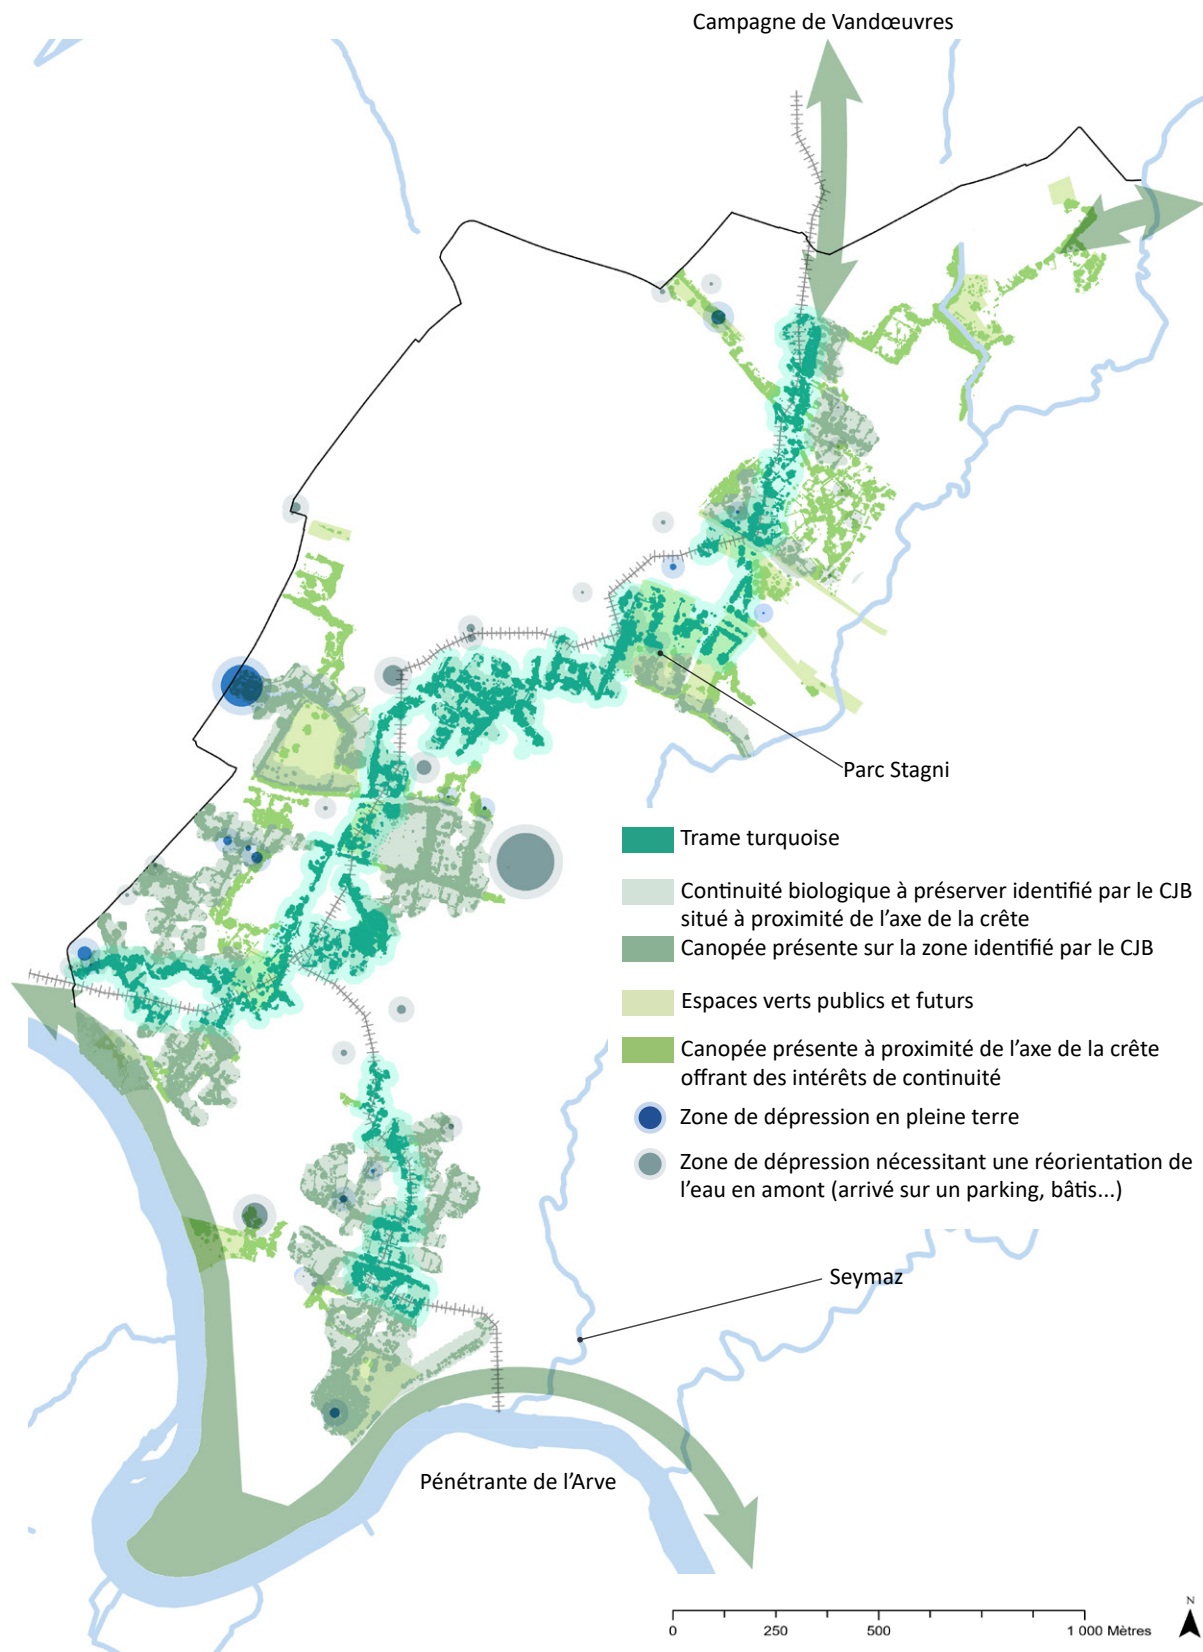 Campagne de Vandœuvres
Parc Stagni
Trame turquoise
Continuité biologique à préserver identifié par le CJB
situé à proximité de l'axe de la crête
Canopée présente sur la zone identifié par le CJB
Espaces verts publics et futurs
Canopée présente à proximité de l'axe de la crête
offrant des intérêts de continuité
Zone de dépression en pleine terre
Zone de dépression nécessitant une réorientation de
l'eau en amont (arrivé sur un parking, bâtis...)
Seymaz
Pénétrante de l'Arve
N
0 250 500 1 000 Mètres